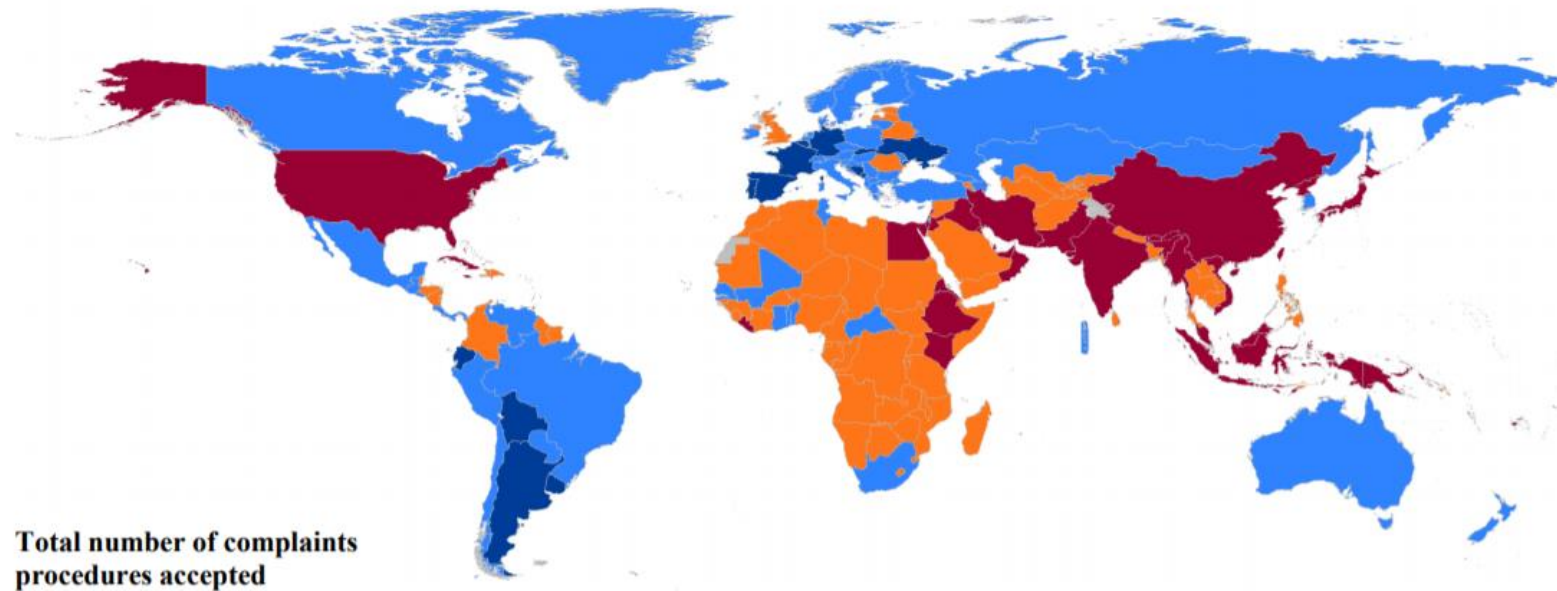 Total number of complaints
procedures accepted